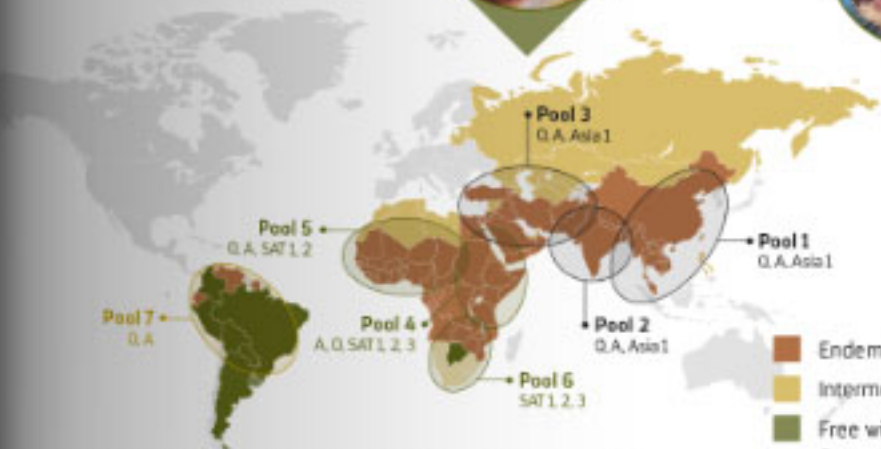 Pool 3
O, A, Asia 1
Pool 5
O, A, SAT 1, 2
Pool 1
O, A, Asia 1
Pool 7
O, A
Pool 4
A, O, SAT 1, 2, 3
Pool 2
O, A, Asia 1
Pool 6
SAT 1, 2, 3
Endem
Interm
Free wi